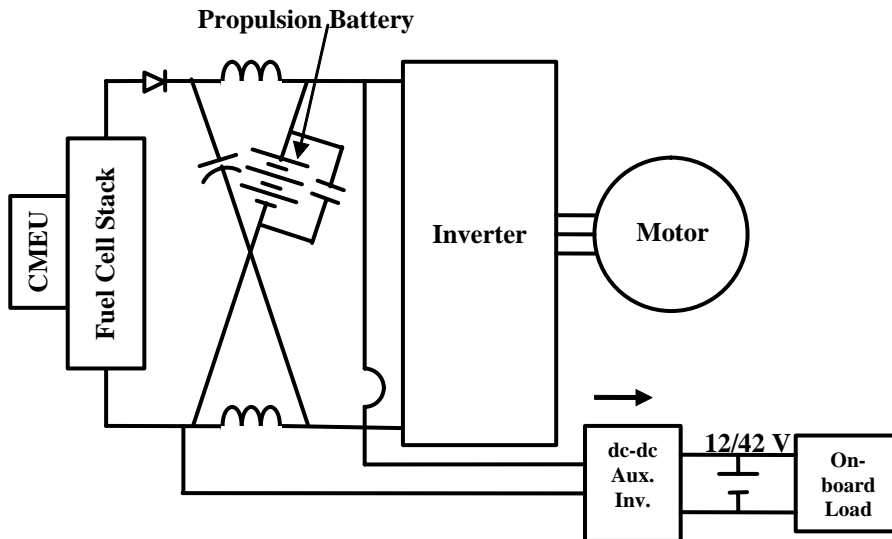 Propulsion Battery
CMEU
Fuel Cell Stack
Inverter
Motor
12/42 V
dc-dc
Aux.
Inv.
On-
board
Load